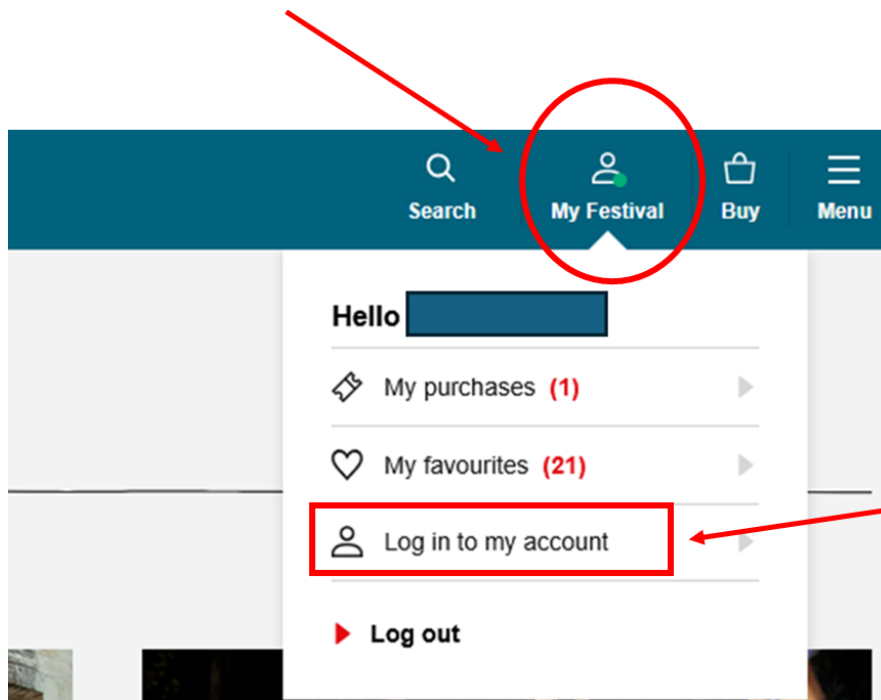 Search
My Festival
Buy
Menu
Hello
My purchases (1)
My favourites (21)
Log in to my account
Log out